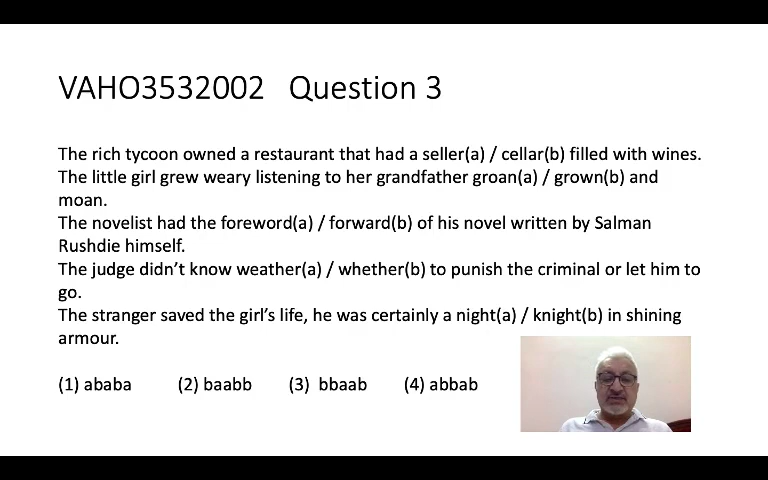 VAHO3532002 Question 3
The rich tycoon owned a restaurant that had a seller(a) / cellar(b) filled with wines.
The little girl grew weary listening to her grandfather groan(a) / grown(b) and
moan.
The novelist had the foreword(a) / forward(b) of his novel written by Salman
Rushdie himself.
The judge didn’t know weather(a) / whether(b) to punish the criminal or let him to
go.
The stranger saved the girl’s life, he was certainly a night(a) / knight(b) in shining
armour.
(1) ababa (2) baabb (3) bbaab (4) abbab